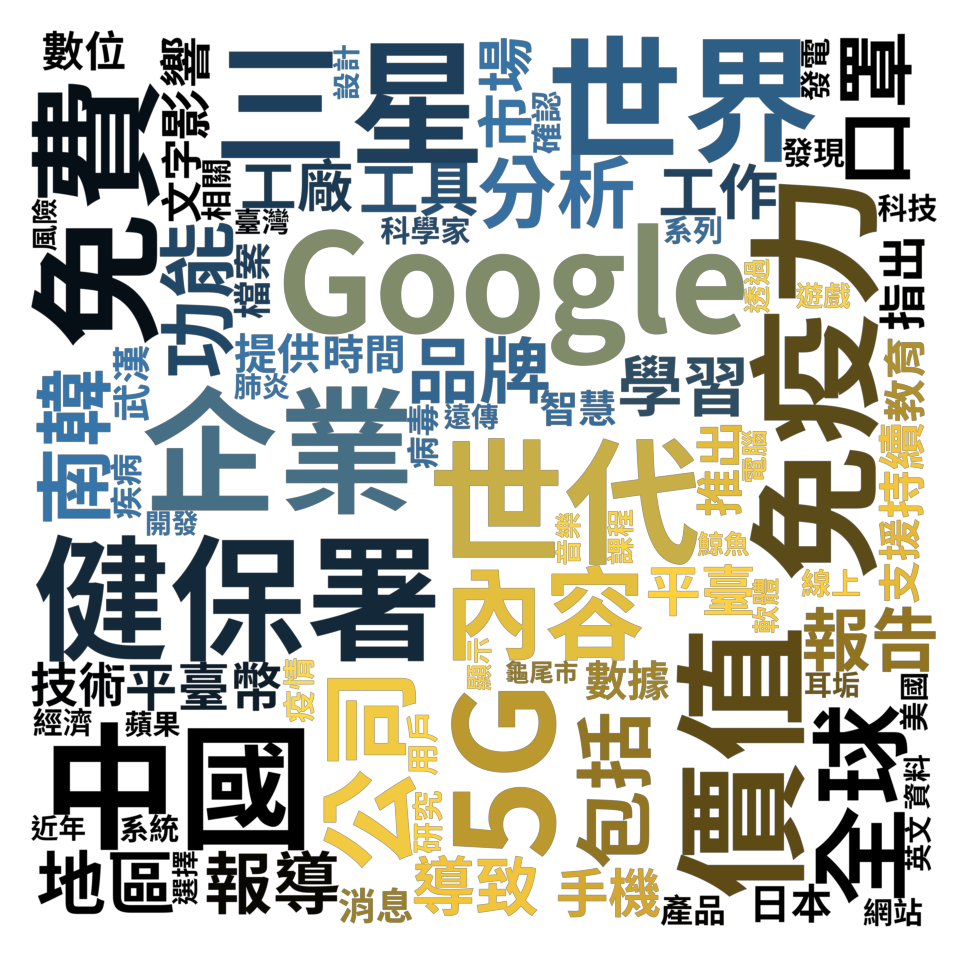 數位
影響
三星
設計
市場
確認
世界
發電
口罩
免費
文字
相關
工廠
工具
分析
工作
發現
科技
風險
臺灣
科學家
系列
免疫力
功能
檔案
Google
透過
遊戲
指出
武漢
提供
時間
肺炎
品牌
學習
教育
南韓
企業
病毒
遠傳
智慧
疾病
開發
世代
推出
電腦
持續
支援
音樂
課程
鯨魚
健保署
內容
平臺
軟體
線上
報告
技術
平臺幣
疫情
顯示
龜尾市
數據
價值
耳垢
美國
經濟
蘋果
公司
用戶
5G
包括
全球
中國
近年
系統
研究
資料
英文
地區
選擇
報導
消息
導致
手機
產品
日本
網站